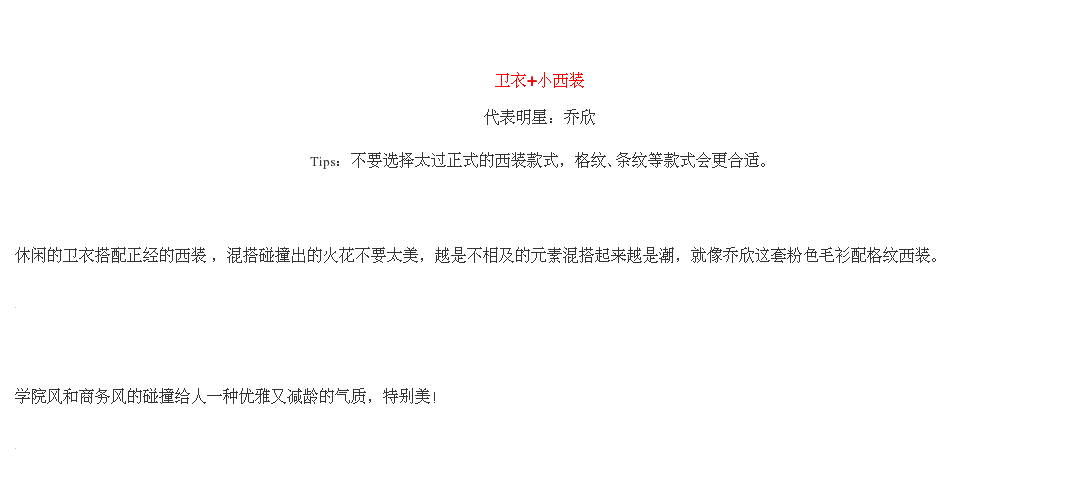 卫衣+小西装
代表明星：乔欣
Tips：不要选择太过正式的西装款式，格纹、条纹等款式会更合适。
休闲的卫衣搭配正经的西装 ，混搭碰撞出的火花不要太美，越是不相及的元素混搭起来越是潮，就像乔欣这套粉色毛衫配格纹西装。
学院风和商务风的碰撞给人一种优雅又减龄的气质，特别美!